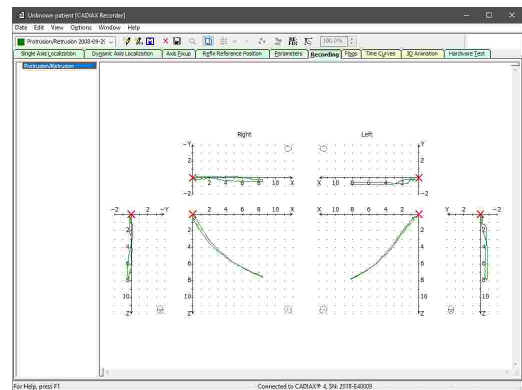 Unknown patient [CADIAX Recorder]
Data Edit View Options Window Help
Protrusion/Retrusion 2008-09-25 100.0%
Single Axis Localization Dynamic Axis Localization Axis Fixup Refix Reference Position Parameters Recording Flags Time Curves 3D Animation Hardware Test
Protrusion/Retrusion
Right Left
-Y Y
2 2
2 4 6 8 10 X X 10 8 6 4 2
-2 -2
-2 2 -Y 2 4 6 8 10 X X 10 8 6 4 2 Y -2 2
2 2 2 2
4 4 4 4
6 6 6 6
8 8 8 8
10 10 10 10
Z Z Z Z
For Help, press F1 Connected to CADIAX® 4, SN: 2018-E40009